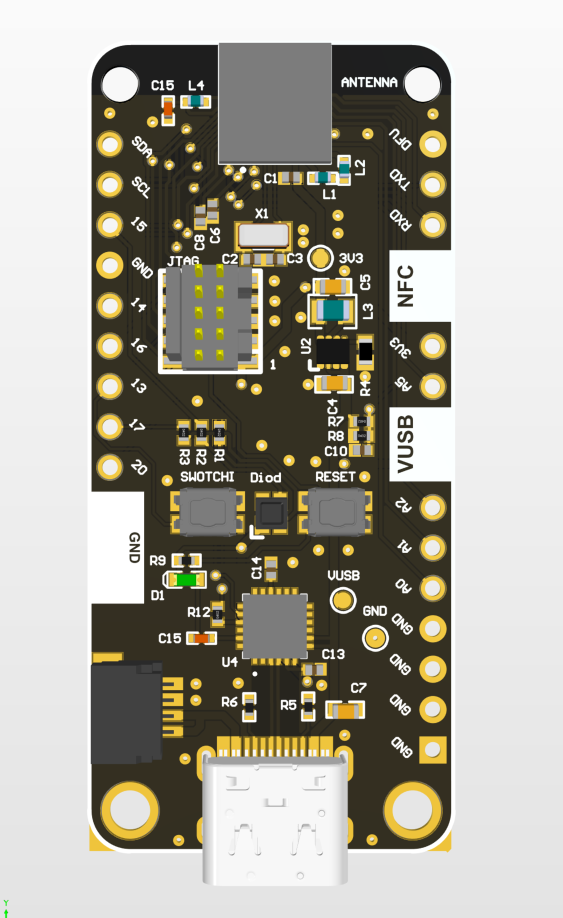 C15
L4
ANTENNA
SDA
DFU
SCL
TXD
C1
L1
L2
15
C8
C6
X1
RXD
GND
JTAG
C2
C3
3V3
NFC
14
C5
L3
16
1
U2
R4
3V3
13
C4
A5
17
R3
R2
R1
R7
R8
C10
VUSB
20
SWOTCHI
Diod
RESET
A2
GND
A1
R9
D1
C14
VUSB
A0
R12
GND
GND
C15
U4
C13
GND
R6
R5
C7
GND
GND
Y